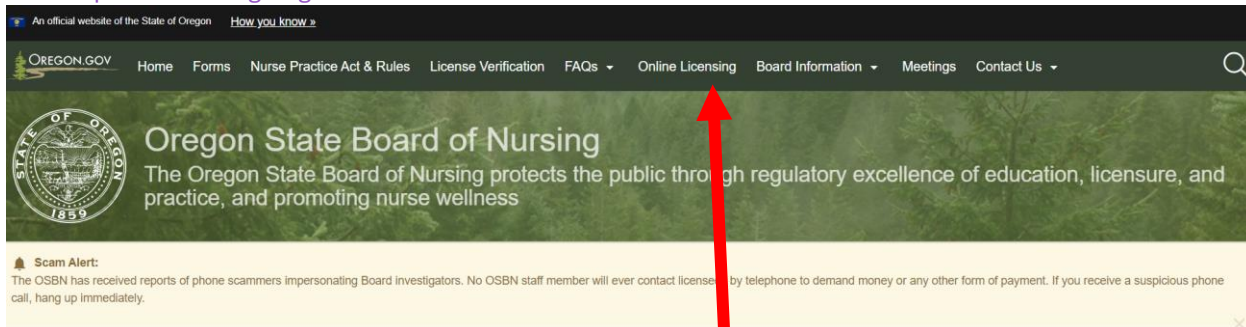 An official website of the State of Oregon How you know »
OREGON.GOV Home Forms Nurse Practice Act & Rules License Verification FAQs Online Licensing Board Information Meetings Contact Us
STATE OF OREGON
1859
Oregon State Board of Nursing
The Oregon State Board of Nursing protects the public through regulatory excellence of education, licensure, and
practice, and promoting nurse wellness
Scam Alert:
The OSBN has received reports of phone scammers impersonating Board investigators. No OSBN staff member will ever contact licensees by telephone to demand money or any other form of payment. If you receive a suspicious phone
call, hang up immediately.